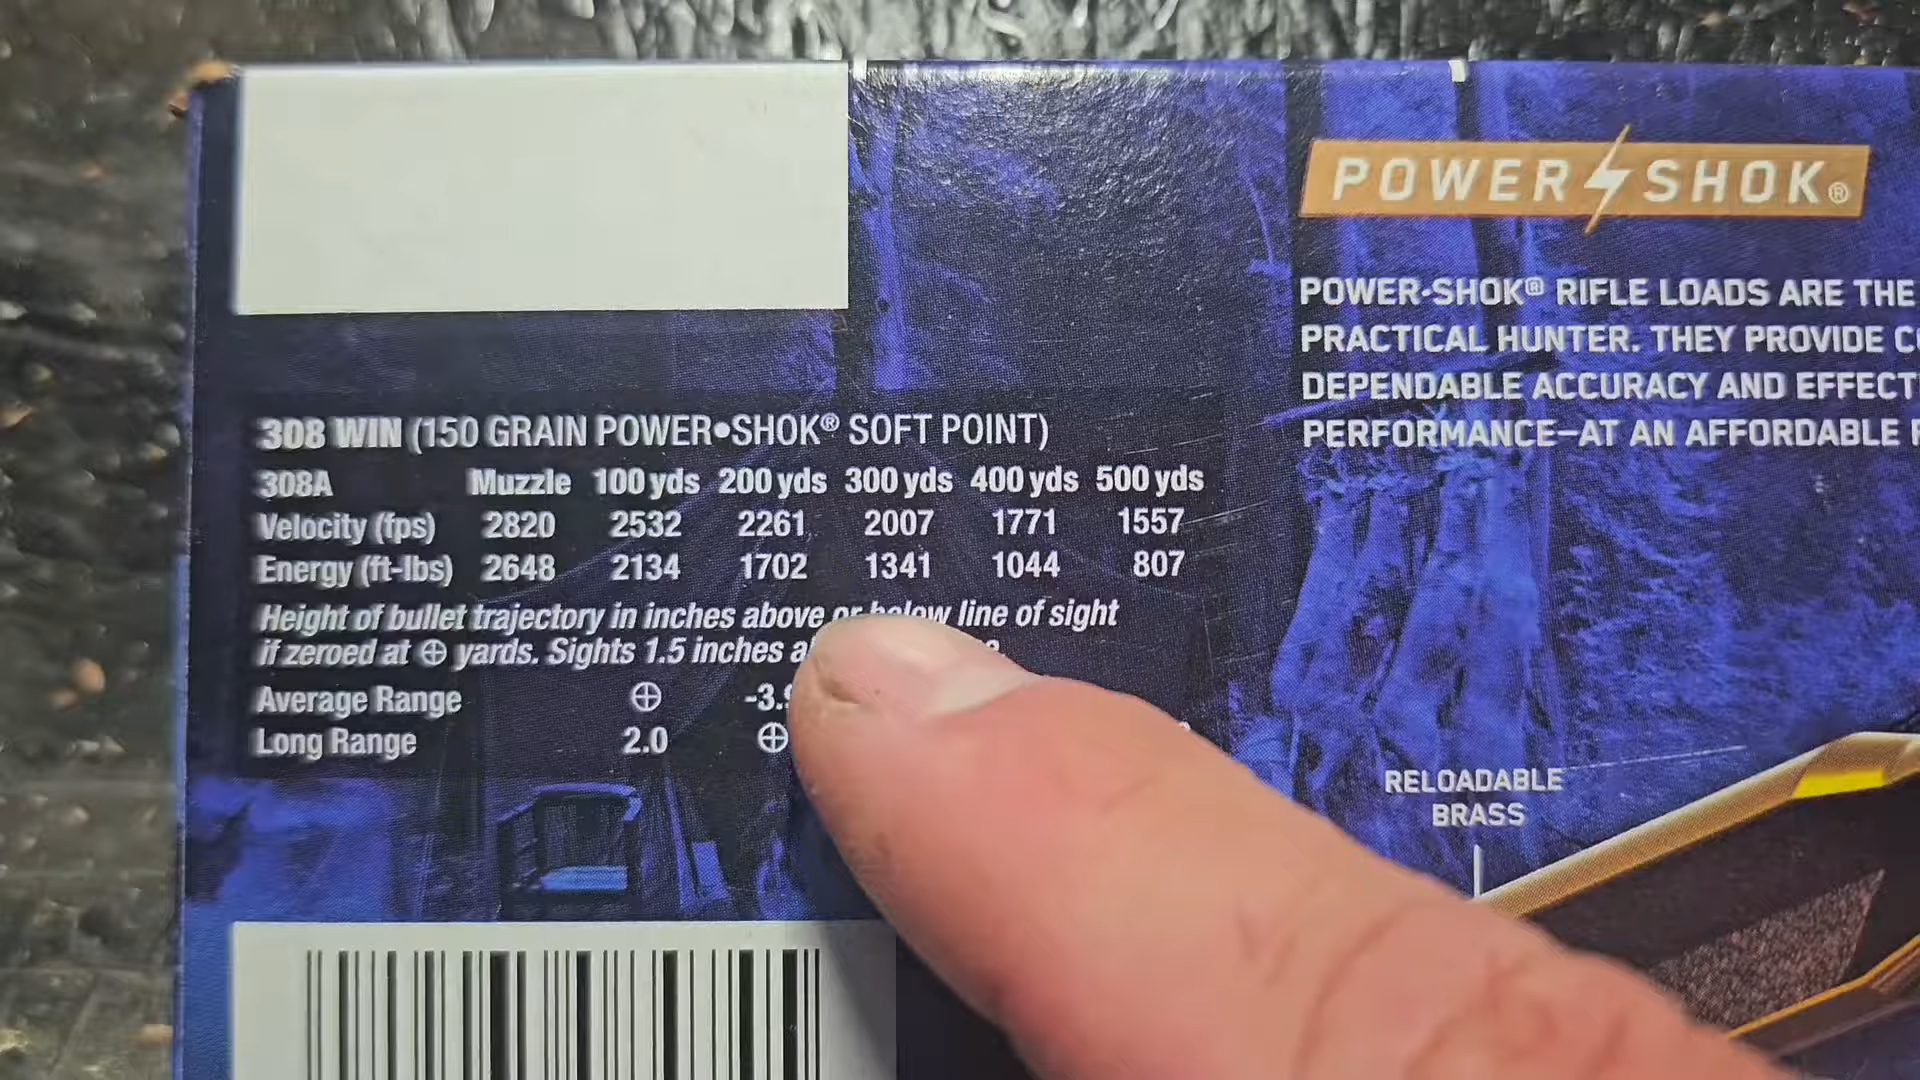 POWER SHOK®
POWER•SHOK® RIFLE LOADS ARE THE
PRACTICAL HUNTER. THEY PROVIDE
DEPENDABLE ACCURACY AND
PERFORMANCE–AT AN AFFORDABLE
308 WIN (150 GRAIN POWER•SHOK® SOFT POINT)
308A Muzzle 100 yds 200 yds 300 yds 400 yds 500 yds
Velocity (fps) 2820 2532 2261 2007 1771 1557
Energy (ft-lbs) 2648 2134 1702 1341 1044 807
Height of bullet trajectory in inches above or below line of sight
if zeroed at ⊕ yards. Sights 1.5 inches
Average Range ⊕
Long Range 2.0 ⊕
RELOADABLE
BRASS